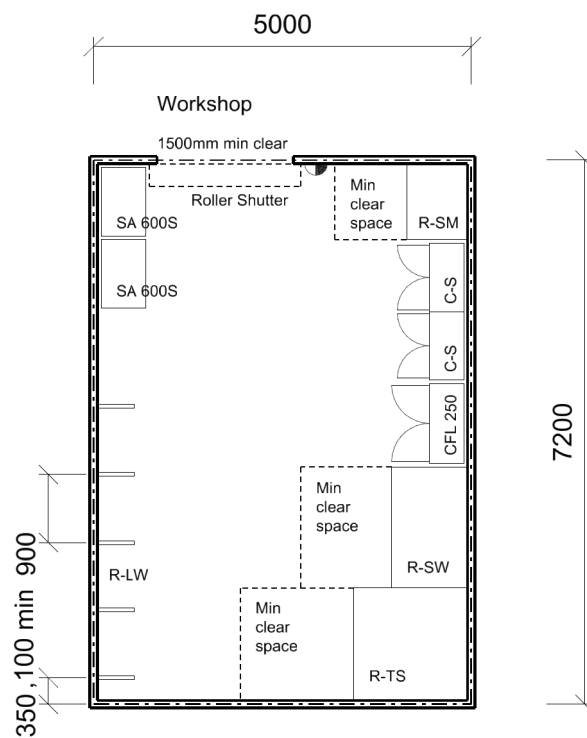 5000
Workshop
1500mm min clear
Roller Shutter
Min
clear
space
R-SM
SA 600S
SA 600S
C-S
C-S
CFL 250
7200
Min
clear
space
R-SW
R-LW
Min
clear
space
R-TS
350,100 min 900